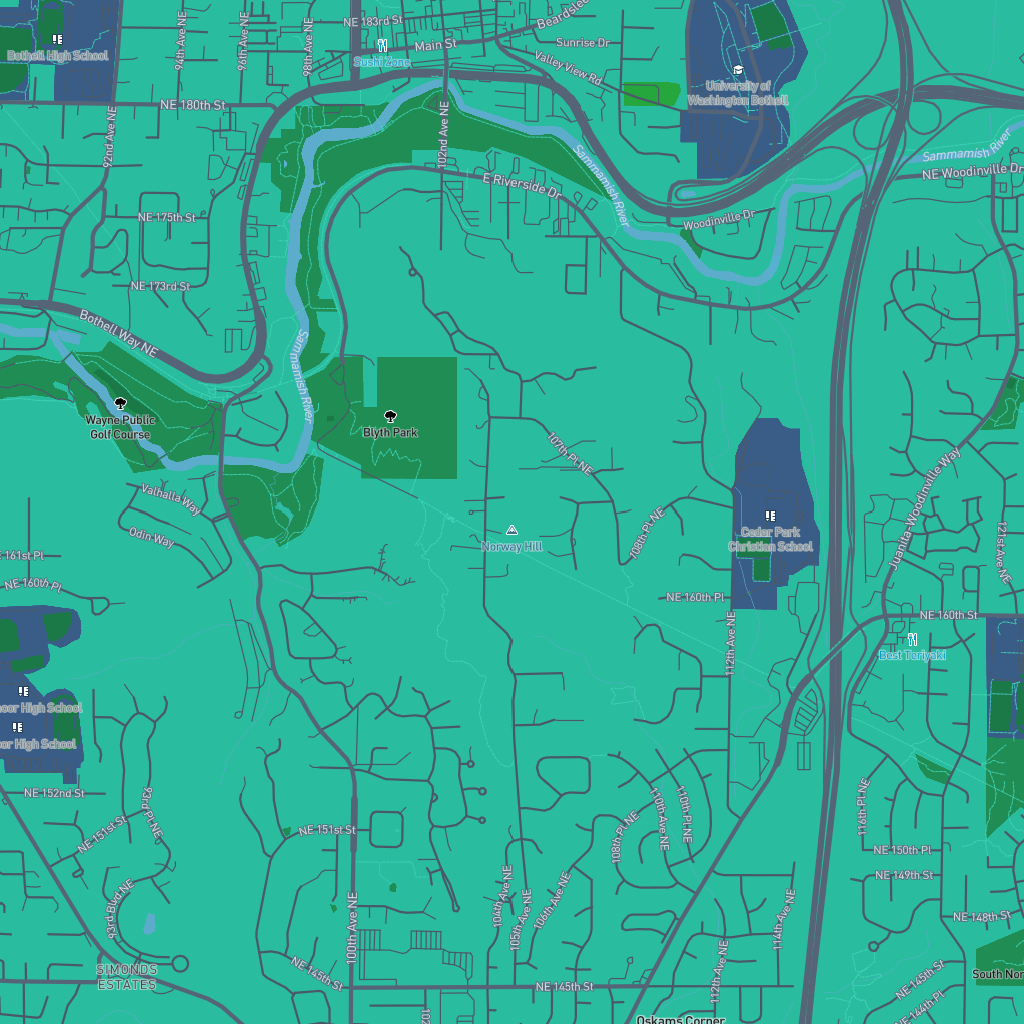 NE 183rd St
Beardslee
94th Ave NE
96th Ave NE
98th Ave NE
Main St
Sunrise Dr
Bothell High School
Sushi Zone
Valley View Rd
University of
Washington Bothell
NE 180th St
92nd Ave NE
102nd Ave NE
Sammamish River
Sammamish River
NE Woodinville Dr
E Riverside Dr
NE 175th St
Woodinville Dr
NE 173rd St
Bothell Way NE
Sammamish River
Wayne Public
Golf Course
Blyth Park
107th Pl NE
Juanita-Woodinville Way
Valhalla Way
Odin Way
108th Pl NE
Norway Hill
Cedar Park
Christian School
121st Ave NE
NE 161st Pl
NE 160th Pl
NE 160th Pl
NE 160th St
112th Ave NE
Best Teriyaki
oor High School
oor High School
NE 152nd St
93rd Pl NE
NE 151st St
NE 151st St
108th Pl NE
110th Ave NE
110th Pl NE
116th Pl NE
NE 150th Pl
NE 149th St
93rd Blvd NE
104th Ave NE
105th Ave NE
106th Ave NE
100th Ave NE
114th Ave NE
112th Ave NE
NE 148th St
SIMONDS
ESTATES
NE 145th St
NE 145th St
NE 145th St
NE 144th Pl
South Nor
102
Oskams Corner